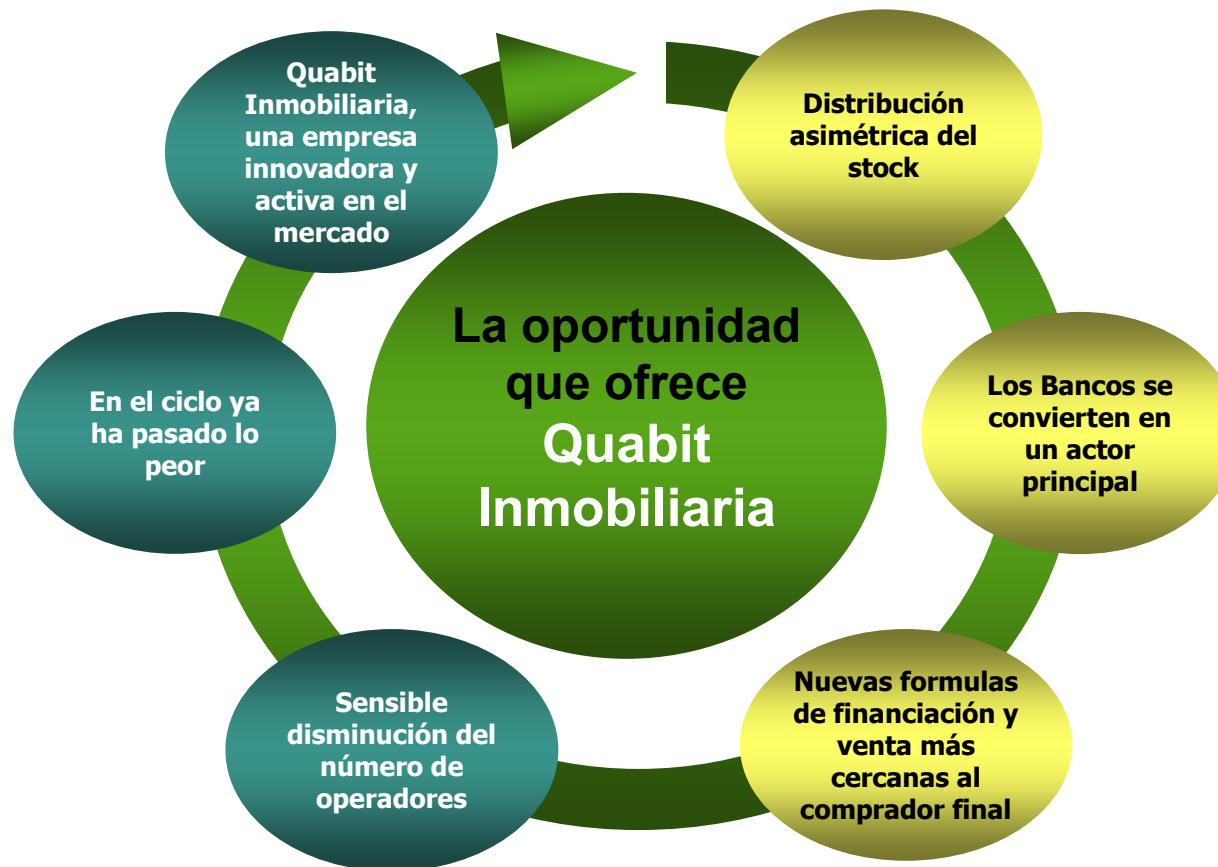 La oportunidad
que ofrece
Quabit
Inmobiliaria
Distribución
asimétrica del
stock
Los Bancos se
convierten en
un actor
principal
Nuevas formulas
de financiación y
venta más
cercanas al
comprador final
Sensible
disminución del
número de
operadores
En el ciclo ya
ha pasado lo
peor
Quabit
Inmobiliaria,
una empresa
innovadora y
activa en el
mercado